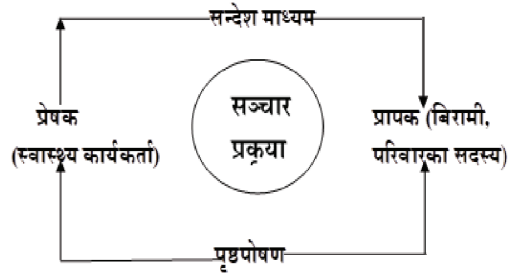 सन्देश माध्यम
सञ्चार
प्रकृया
प्रेषक
(स्वास्थ्य कार्यकर्ता)
प्रापक (बिरामी,
परिवारका सदस्य)
पृष्ठपोषण